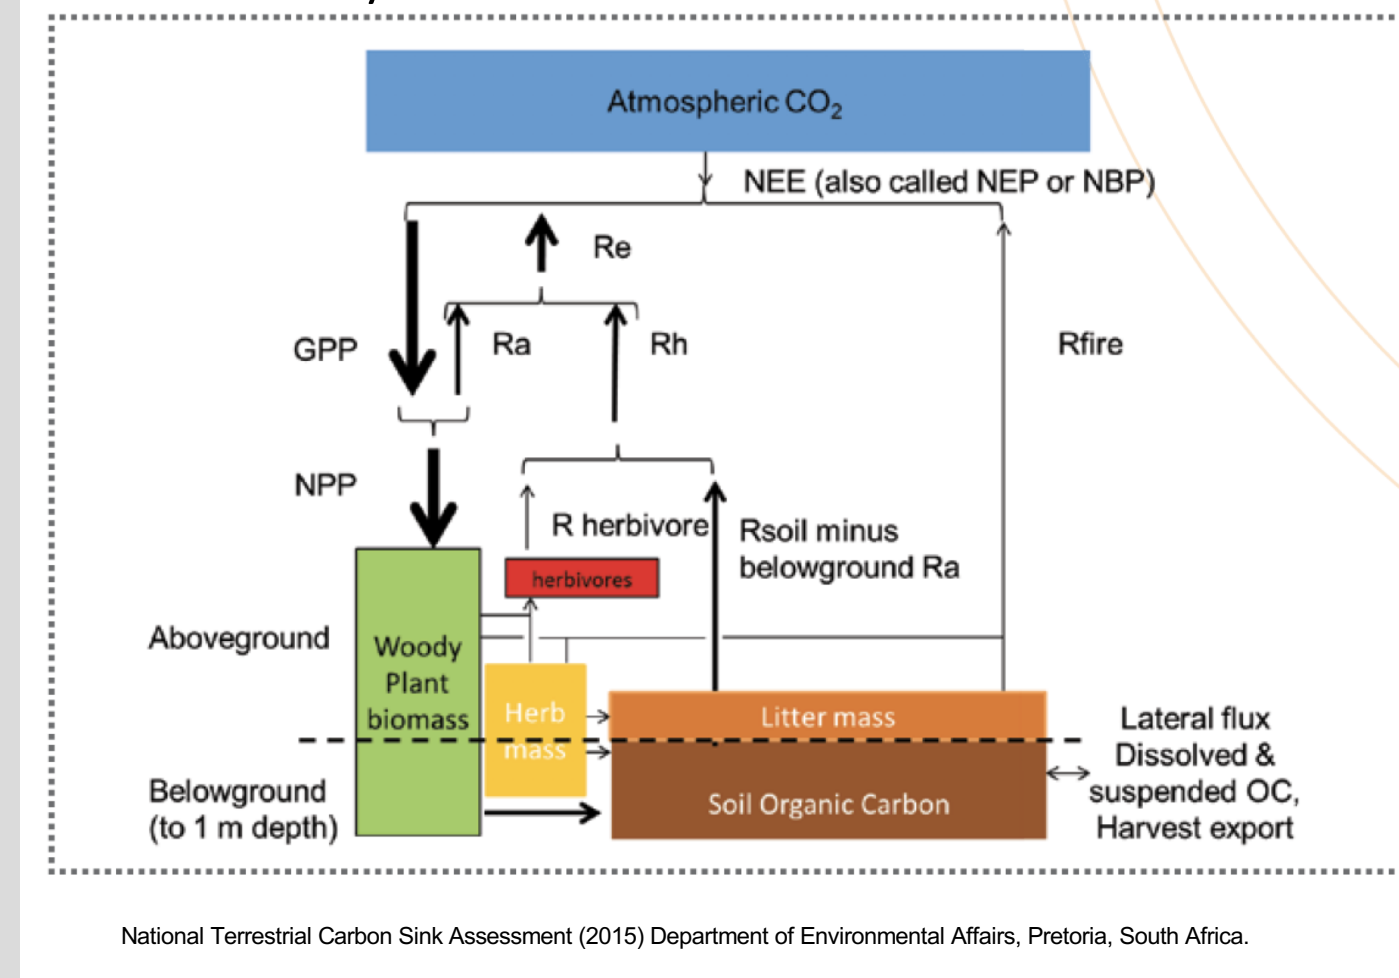 Atmospheric CO₂
NEE (also called NEP or NBP)
Re
GPP
Ra
Rh
Rfire
NPP
R herbivore
Rsoil minus
belowground Ra
herbivores
Aboveground
Woody
Plant
biomass
Herb
mass
Litter mass
Soil Organic Carbon
Belowground
(to 1 m depth)
Lateral flux
Dissolved &
suspended OC,
Harvest export
National Terrestrial Carbon Sink Assessment (2015) Department of Environmental Affairs, Pretoria, South Africa.